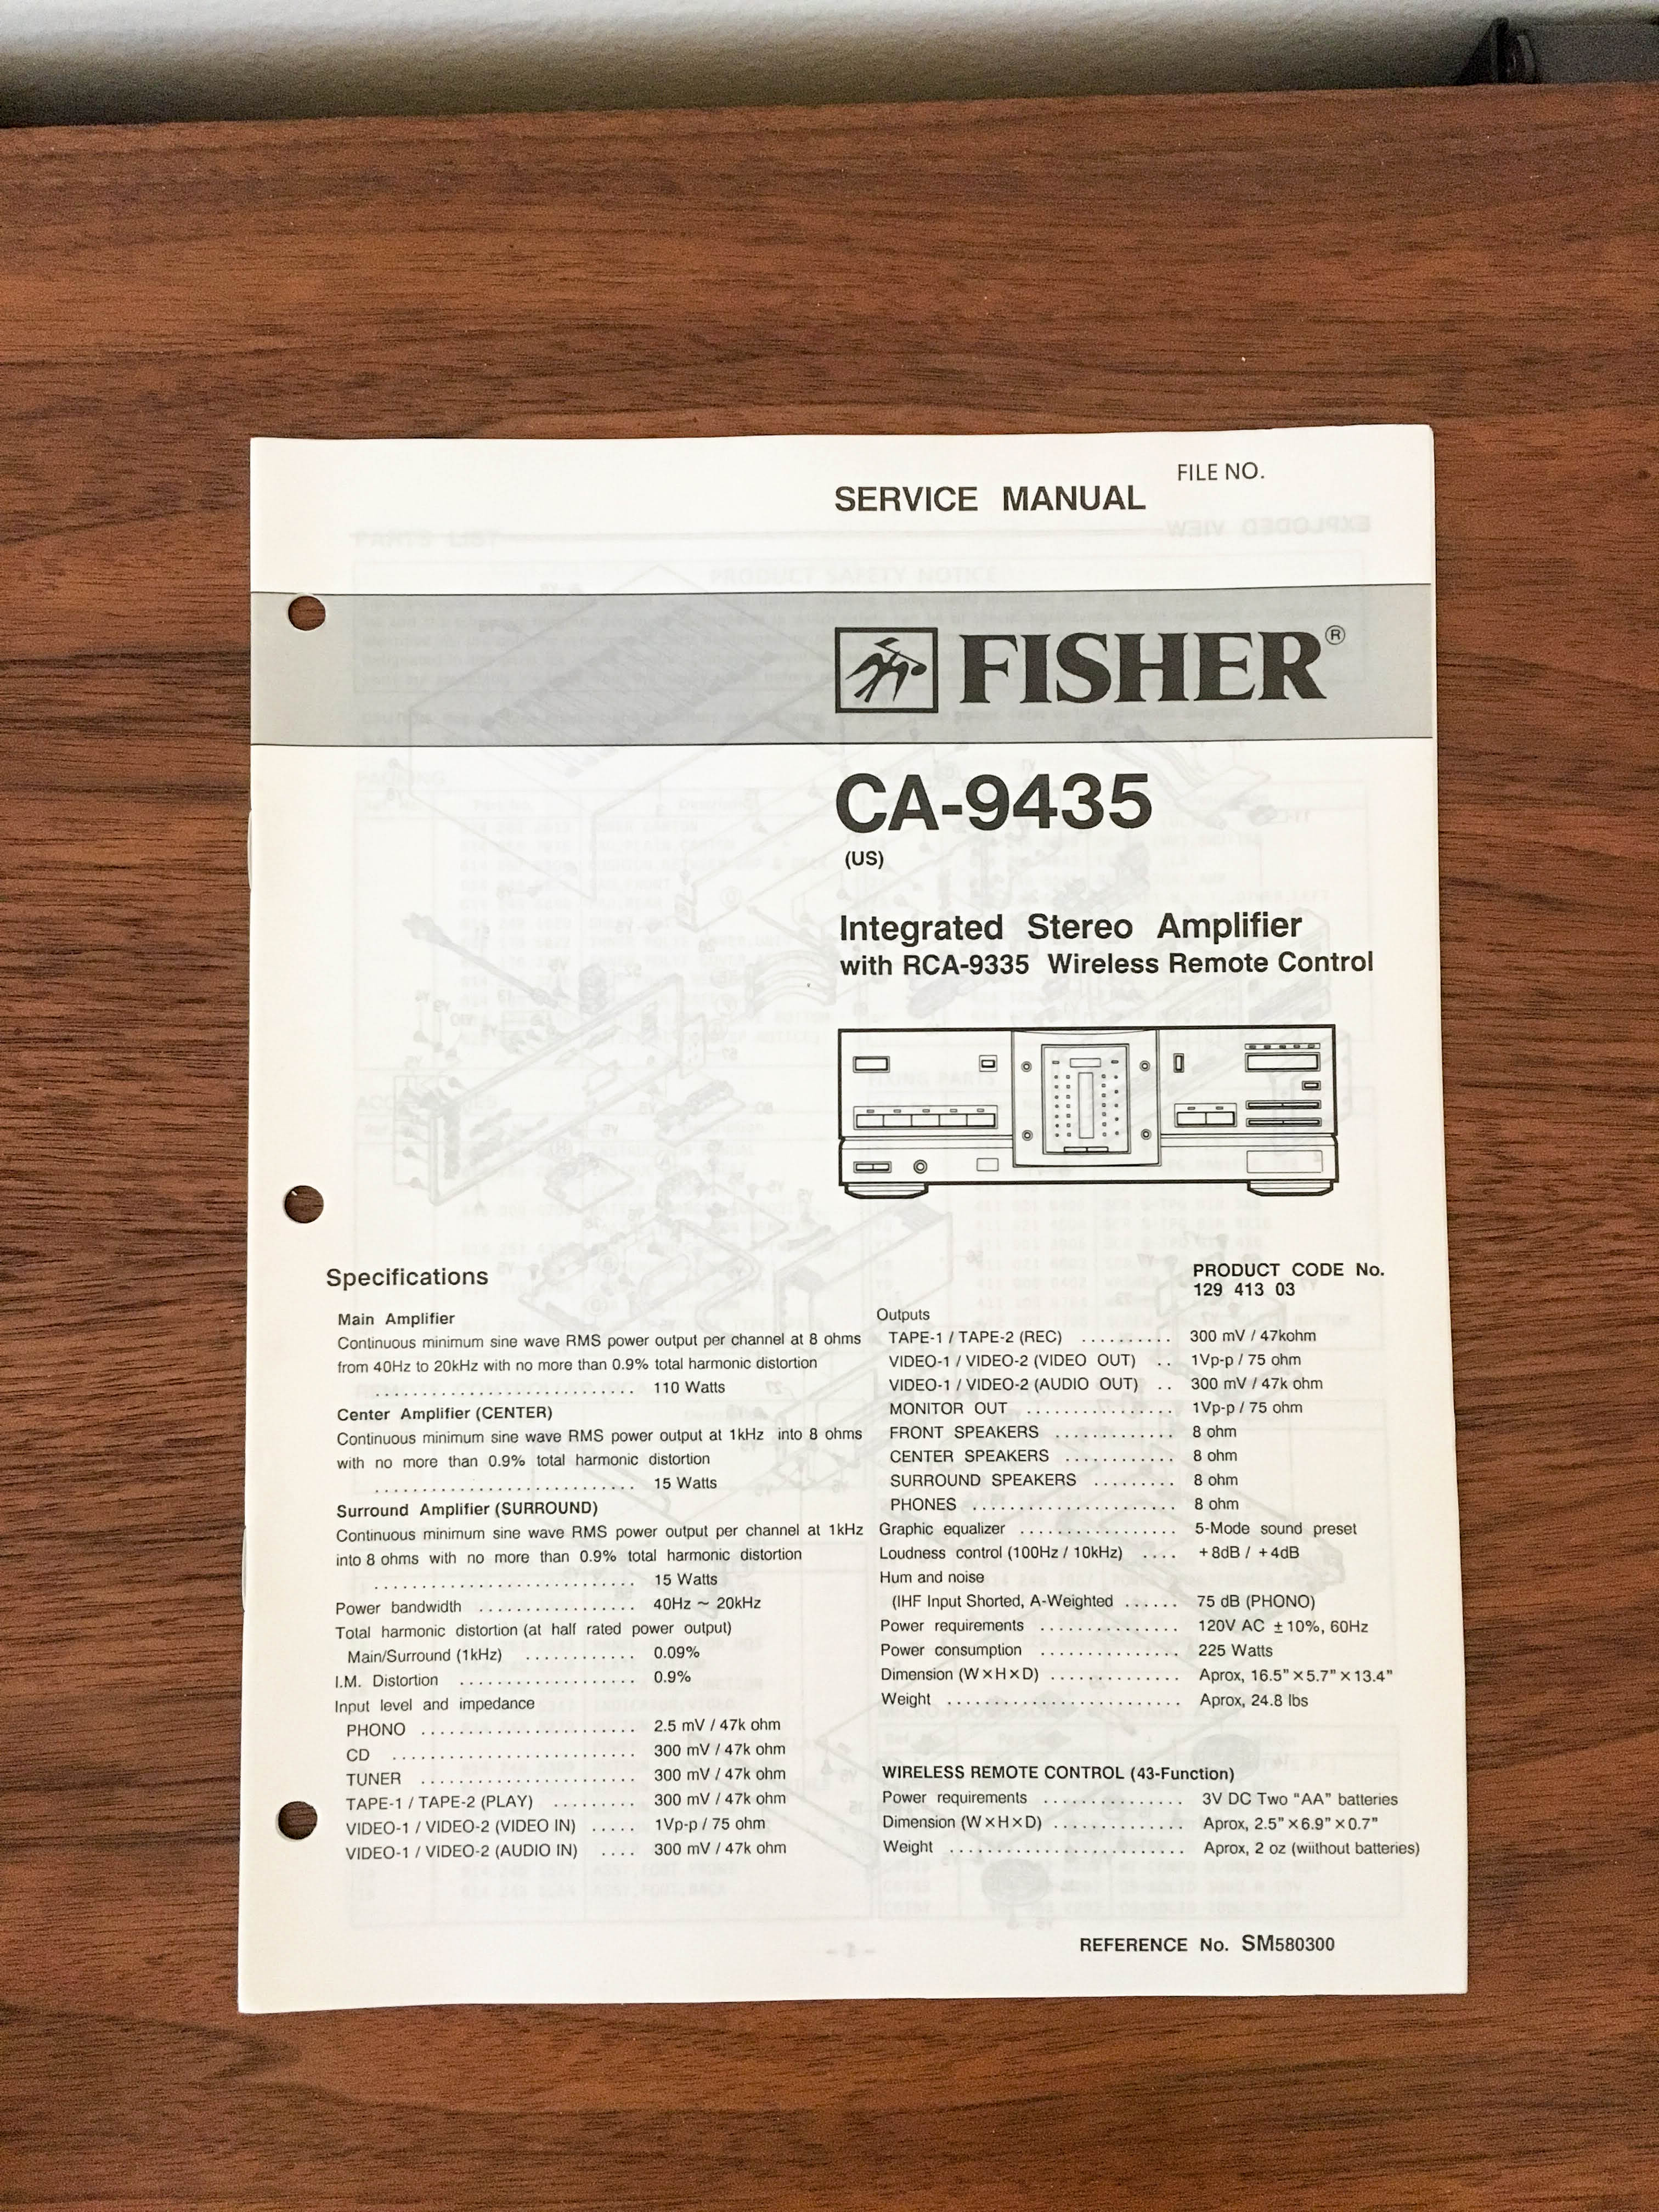 FILE NO.
SERVICE MANUAL
FISHER®
CA-9435
(US)
Integrated Stereo Amplifier
with RCA-9335 Wireless Remote Control
Specifications
Main Amplifier
Continuous minimum sine wave RMS power output per channel at 8 ohms
from 40Hz to 20kHz with no more than 0.9% total harmonic distortion
............................ 110 Watts
Center Amplifier (CENTER)
Continuous minimum sine wave RMS power output at 1kHz into 8 ohms
with no more than 0.9% total harmonic distortion
............................ 15 Watts
Surround Amplifier (SURROUND)
Continuous minimum sine wave RMS power output per channel at 1kHz
into 8 ohms with no more than 0.9% total harmonic distortion
............................ 15 Watts
Power bandwidth ................. 40Hz ~ 20kHz
Total harmonic distortion (at half rated power output)
Main/Surround (1kHz) ............ 0.09%
I.M. Distortion ................... 0.9%
Input level and impedance
PHONO ....................... 2.5 mV / 47k ohm
CD .......................... 300 mV / 47k ohm
TUNER ....................... 300 mV / 47k ohm
TAPE-1 / TAPE-2 (PLAY) ......... 300 mV / 47k ohm
VIDEO-1 / VIDEO-2 (VIDEO IN) ..... 1Vp-p / 75 ohm
VIDEO-1 / VIDEO-2 (AUDIO IN) .... 300 mV / 47k ohm
PRODUCT CODE No.
129 413 03
Outputs
TAPE-1 / TAPE-2 (REC) .......... 300 mV / 47kohm
VIDEO-1 / VIDEO-2 (VIDEO OUT) .. 1Vp-p / 75 ohm
VIDEO-1 / VIDEO-2 (AUDIO OUT) .. 300 mV / 47k ohm
MONITOR OUT ................ 1Vp-p / 75 ohm
FRONT SPEAKERS ............. 8 ohm
CENTER SPEAKERS ............ 8 ohm
SURROUND SPEAKERS ......... 8 ohm
PHONES ...................... 8 ohm
Graphic equalizer ................. 5-Mode sound preset
Loudness control (100Hz / 10kHz) .... +8dB / +4dB
Hum and noise
(IHF Input Shorted, A-Weighted ...... 75 dB (PHONO)
Power requirements ............... 120V AC ±10%, 60Hz
Power consumption ............... 225 Watts
Dimension (W×H×D) .............. Aprox, 16.5"×5.7"×13.4"
Weight ......................... Aprox, 24.8 lbs
WIRELESS REMOTE CONTROL (43-Function)
Power requirements ............... 3V DC Two "AA" batteries
Dimension (W×H×D) .............. Aprox, 2.5"×6.9"×0.7"
Weight ......................... Aprox, 2 oz (wiithout batteries)
REFERENCE No. SM580300